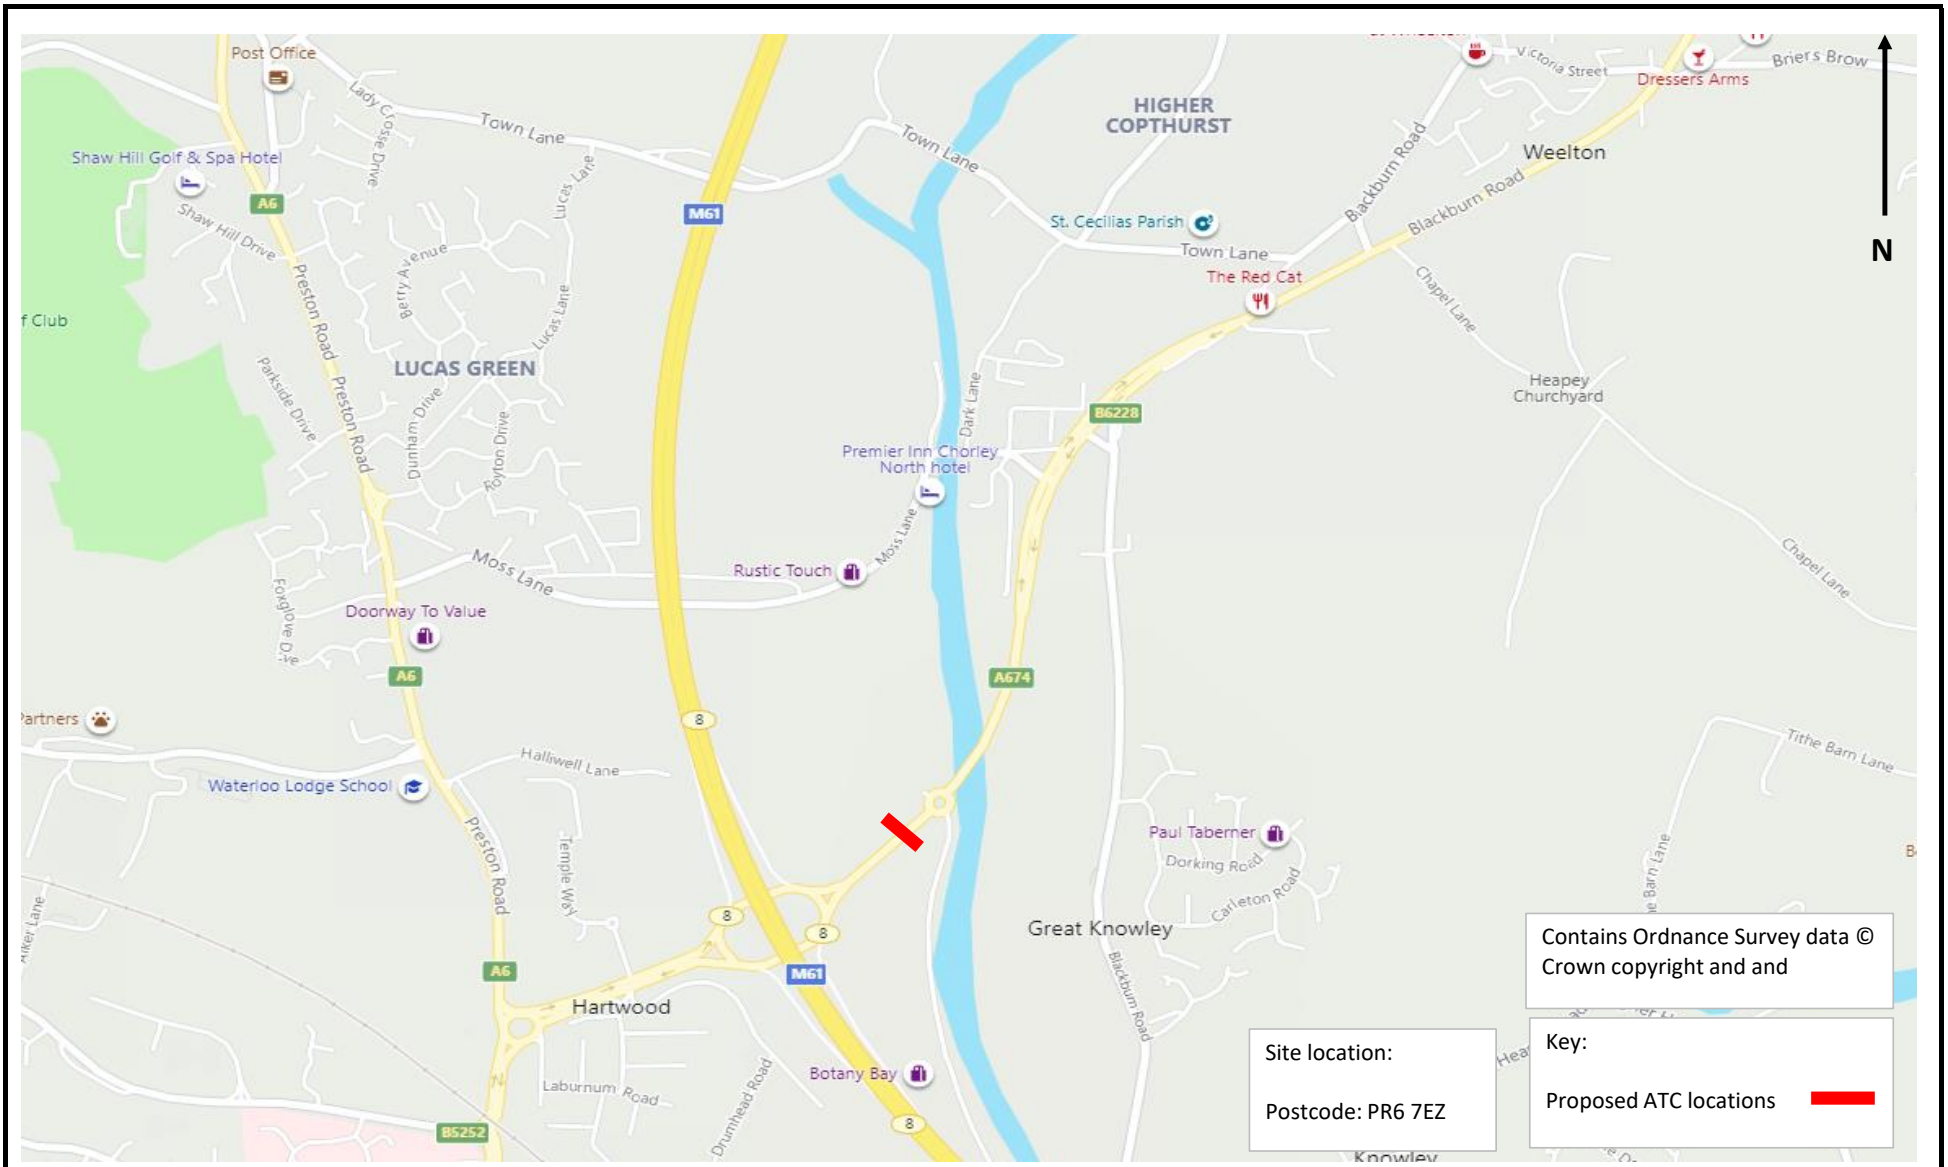 Post Office
Victoria Street
Briers Brow
Dressers Arms
Lady Crosse Drive
Town Lane
HIGHER
COPTHURST
Town Lane
Blackburn Road
Weelton
Shaw Hill Golf & Spa Hotel
Lucas Lane
A6
M61
Blackburn Road
Shaw Hill Drive
St. Cecilias Parish
Town Lane
N
Berry Avenue
The Red Cat
Preston Road
Lucas Lane
Chapel Lane
f Club
LUCAS GREEN
Parkside Drive
Preston Road
Dunham Drive
Royton Drive
Dark Lane
B6228
Heapey
Churchyard
Premier Inn Chorley
North hotel
Moss Lane
Moss Lane
Rustic Touch
Chapel Lane
Foxglove D
ve
Doorway To Value
A6
A674
Partners
8
Halliwell Lane
Tithe Barn Lane
Waterloo Lodge School
Preston Road
Temple Way
Paul Taberner
Dorking Road
Carleton Road
e Barn Lane
B
8
8
Great Knowley
Blackburn Road
A6
M61
Hartwood
Contains Ordnance Survey data ©
Crown copyright and and
Site location:
Postcode: PR6 7EZ
Hea
Key:
Proposed ATC locations
Botany Bay
Laburnum Road
Drumhead Road
8
B5252
Knowley